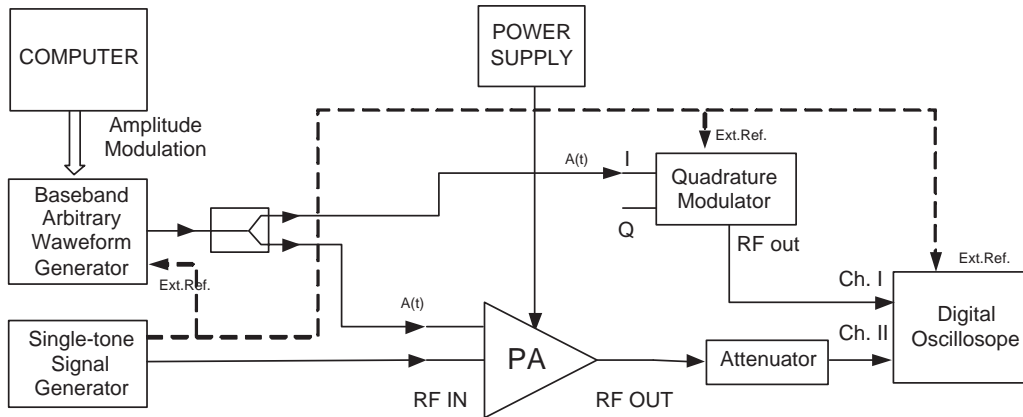 COMPUTER
POWER
SUPPLY
Amplitude
Modulation
Ext.Ref.
A(t)
I
Quadrature
Modulator
Q
RF out
Baseband
Arbitrary
Waweform
Generator
Ext.Ref.
Ext.Ref.
Ch. I
A(t)
Digital
Oscillosope
Ch. II
Single-tone
Signal
Generator
PA
Attenuator
RF IN
RF OUT